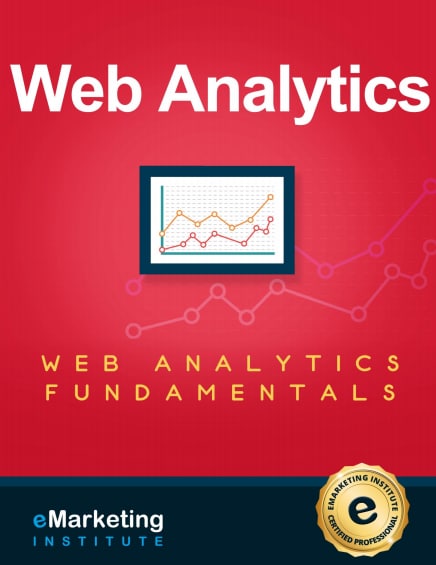 Web Analytics
WEB ANALYTICS
FUNDAMENTALS
eMarketing
INSTITUTE
EMARKETING INSTITUTE
e
CERTIFIED PROFESSIONAL